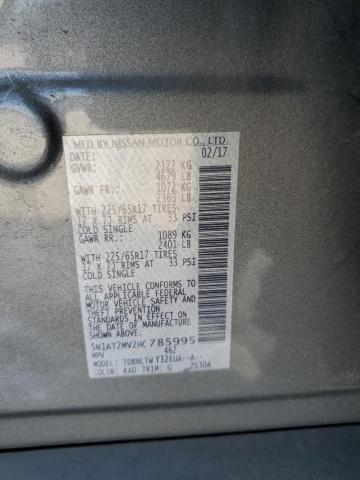 MFD BY NISSAN MOTOR CO., LTD
DATE: 02/17
GVWR: 2122 KG
4679 LB
GAWR FR: 1072 KG
2363 LB
WITH 225/65R17 TIRES
17 X 7J RIMS AT 33 PSI
COLD SINGLE
GAWR RR: 1089 KG
2401 LB
WITH 225/65R17 TIRES
17 X 7J RIMS AT 33 PSI
COLD SINGLE
THIS VEHICLE CONFORMS TO ALL
APPLICABLE FEDERAL
MOTOR VEHICLE SAFETY, BUMPER,
AND THEFT PREVENTION
STANDARDS IN EFFECT ON THE
DATE OF MANUFACTURE
SHOWN ABOVE.
5N1AT2MV2HC785995
MPV 462
MODEL:
COLOR: KAD TRIM: G 2530A